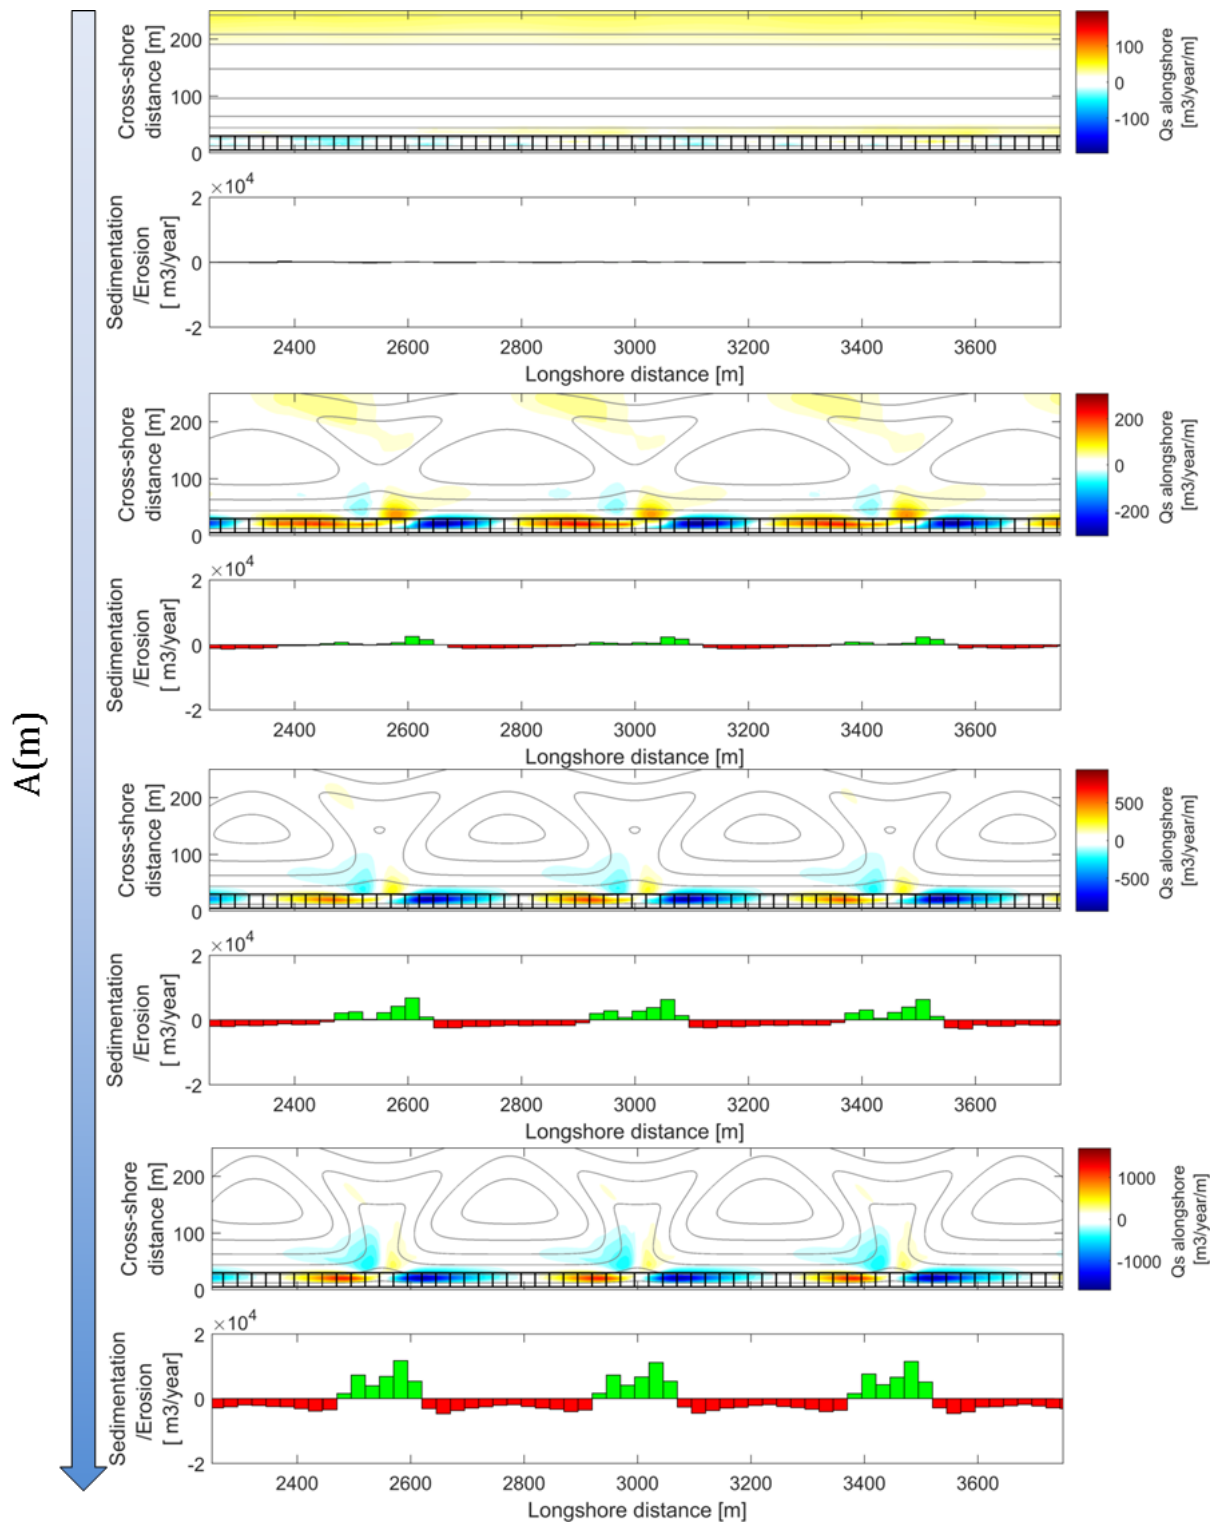 Cross-shore
distance [m]
200
100
0
100
0
-100
Qs alongshore
[m3/year/m]
×10⁴
Sedimentation
/Erosion
[ m3/year]
2
0
-2
2400 2600 2800 3000 3200 3400 3600
Longshore distance [m]
Cross-shore
distance [m]
200
100
0
200
0
-200
Qs alongshore
[m3/year/m]
×10⁴
Sedimentation
/Erosion
[ m3/year]
2
0
-2
2400 2600 2800 3000 3200 3400 3600
Longshore distance [m]
A(m)
Cross-shore
distance [m]
200
100
0
500
0
-500
Qs alongshore
[m3/year/m]
×10⁴
Sedimentation
/Erosion
[ m3/year]
2
0
-2
2400 2600 2800 3000 3200 3400 3600
Longshore distance [m]
Cross-shore
distance [m]
200
100
0
1000
0
-1000
Qs alongshore
[m3/year/m]
×10⁴
Sedimentation
/Erosion
[ m3/year]
2
0
-2
2400 2600 2800 3000 3200 3400 3600
Longshore distance [m]